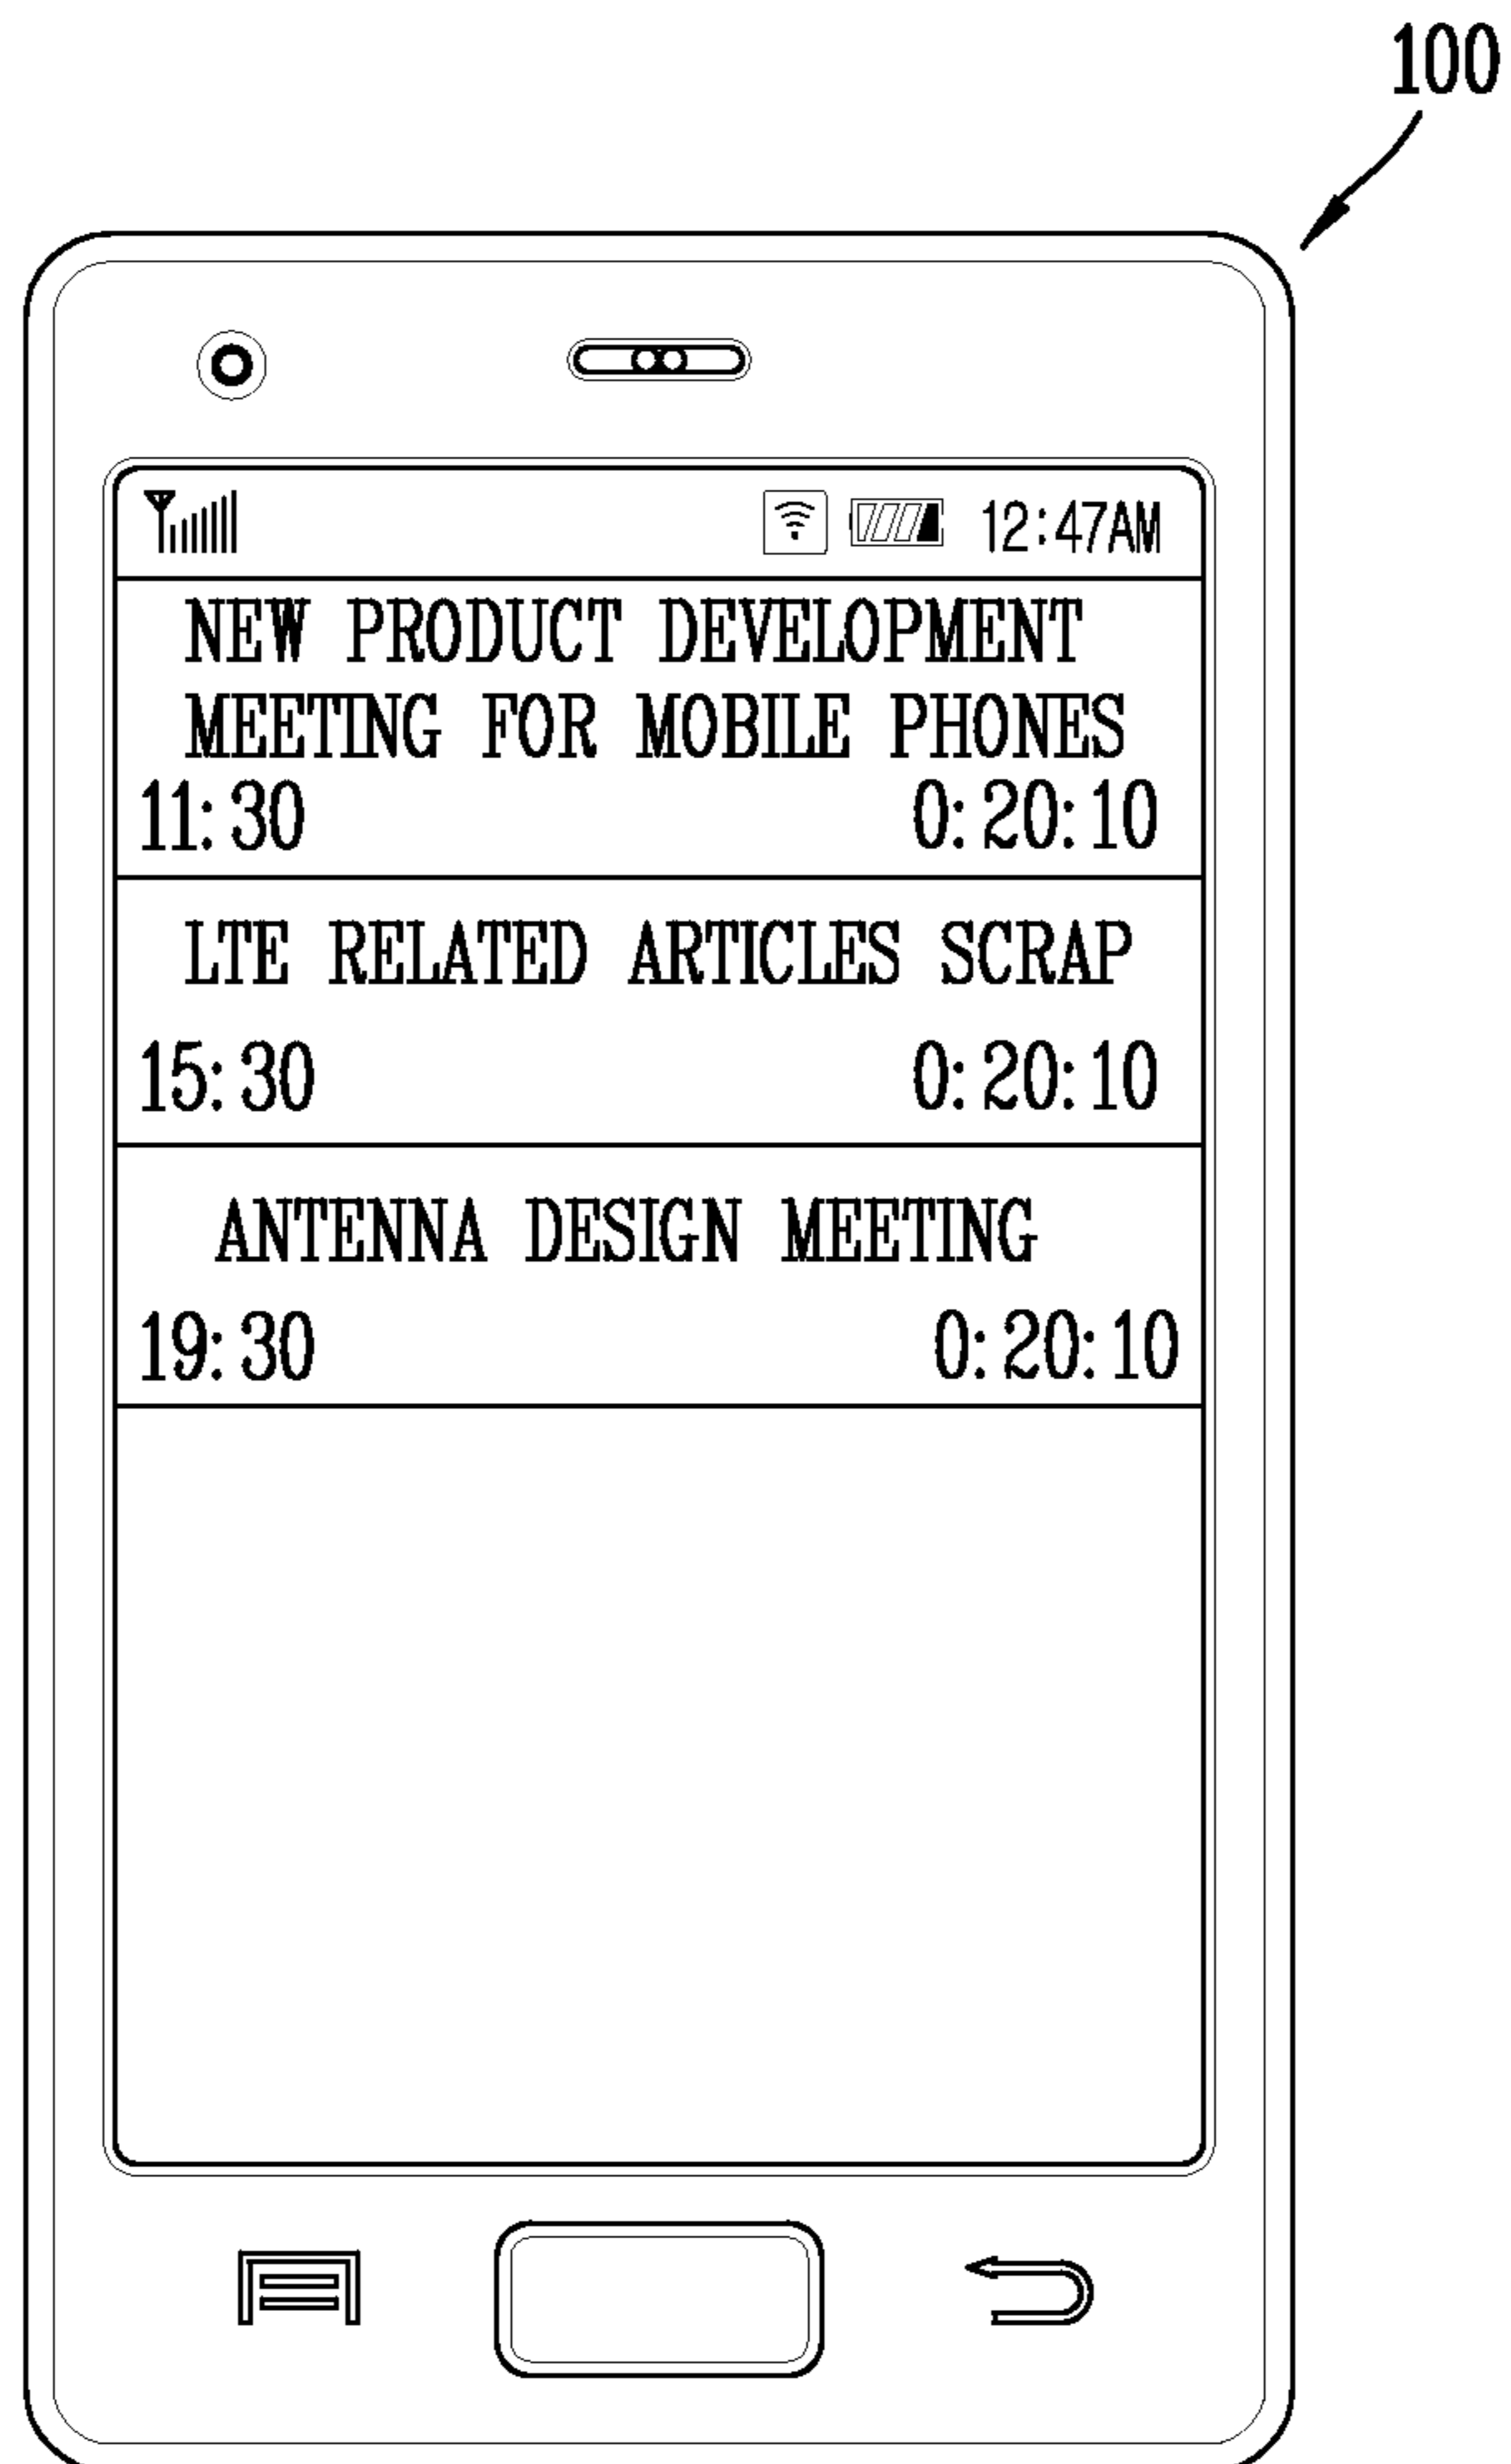 100
12:47AM
NEW PRODUCT DEVELOPMENT
MEETING FOR MOBILE PHONES
11:30 0:20:10
LTE RELATED ARTICLES SCRAP
15:30 0:20:10
ANTENNA DESIGN MEETING
19:30 0:20:10